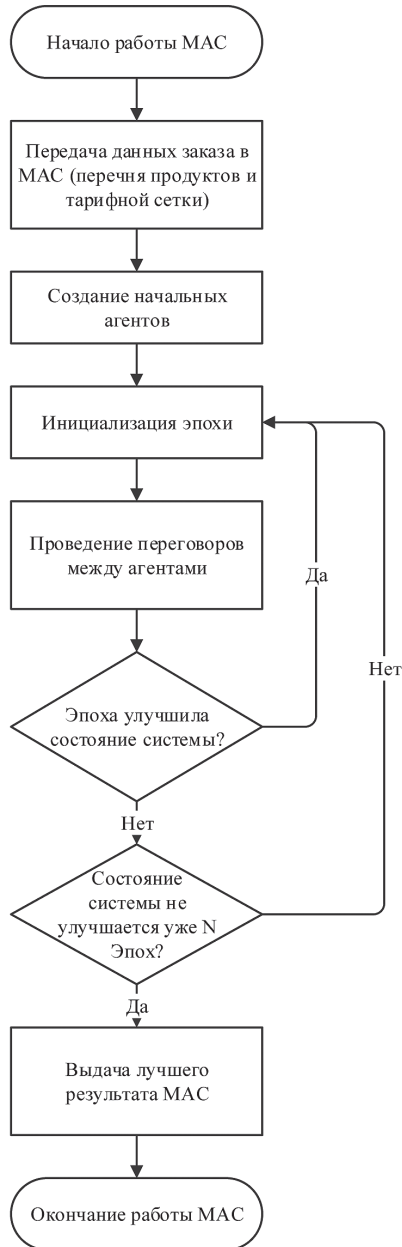 Начало работы МАС
Передача данных заказа в
МАС (перечня продуктов и
тарифной сетки)
Создание начальных
агентов
Инициализация эпохи
Проведение переговоров
между агентами
Да
Нет
Эпоха улучшила
состояние системы?
Нет
Состояние
системы не
улучшается уже N
Эпох?
Да
Выдача лучшего
результата МАС
Окончание работы МАС